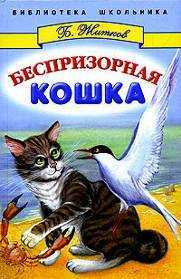 БИБЛИОТЕКА ШКОЛЬНИКА
Б. Житков
БЕСПРИЗОРНАЯ
КОШКА